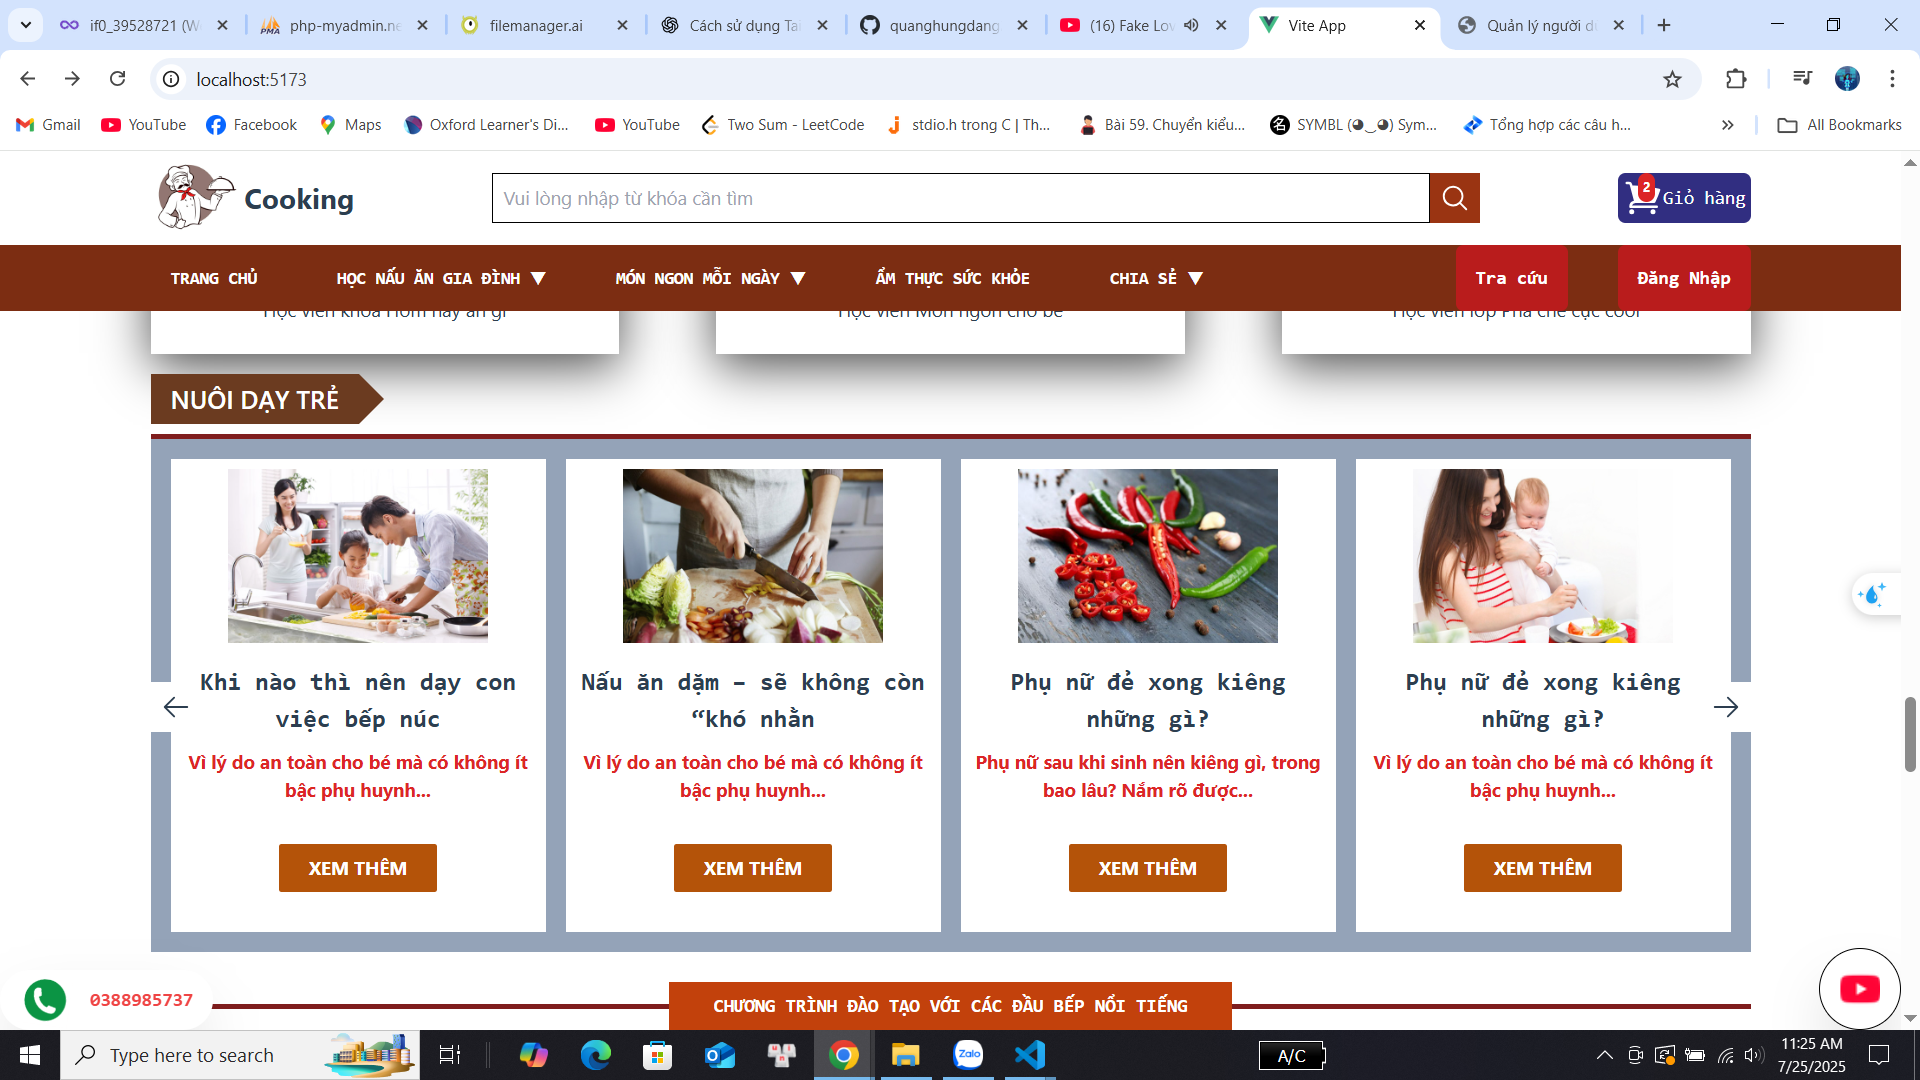 if0_39528721 (W
php-myadmin.ne
filemanager.ai
Cách sử dụng Tai
quanghungdang
(16) Fake Lov
Vite App
Quản lý người dù
localhost:5173
Gmail
YouTube
Facebook
Maps
Oxford Learner's Di...
YouTube
Two Sum - LeetCode
stdio.h trong C | Th...
Bài 59. Chuyển kiểu...
SYMBL (◕‿◕) Sym...
Tổng hợp các câu h...
All Bookmarks
Cooking
Vui lòng nhập từ khóa cần tìm
2
Giỏ hàng
TRANG CHỦ
HỌC NẤU ĂN GIA ĐÌNH ▼
MÓN NGON MỖI NGÀY ▼
ẨM THỰC SỨC KHỎE
CHIA SẺ ▼
Tra cứu
Đăng Nhập
Học viên khóa Hôm nay ăn gì
Học viên Món ngon cho bé
Học viên lớp Pha chế cực cool
NUÔI DẠY TRẺ
Khi nào thì nên dạy con
việc bếp núc
Vì lý do an toàn cho bé mà có không ít
bậc phụ huynh...
XEM THÊM
Nấu ăn dặm – sẽ không còn
“khó nhằn
Vì lý do an toàn cho bé mà có không ít
bậc phụ huynh...
XEM THÊM
Phụ nữ đẻ xong kiêng
những gì?
Phụ nữ sau khi sinh nên kiêng gì, trong
bao lâu? Nắm rõ được...
XEM THÊM
Phụ nữ đẻ xong kiêng
những gì?
Vì lý do an toàn cho bé mà có không ít
bậc phụ huynh...
XEM THÊM
0388985737
CHƯƠNG TRÌNH ĐÀO TẠO VỚI CÁC ĐẦU BẾP NỔI TIẾNG
Type here to search
Zalo
A/C
11:25 AM
7/25/2025